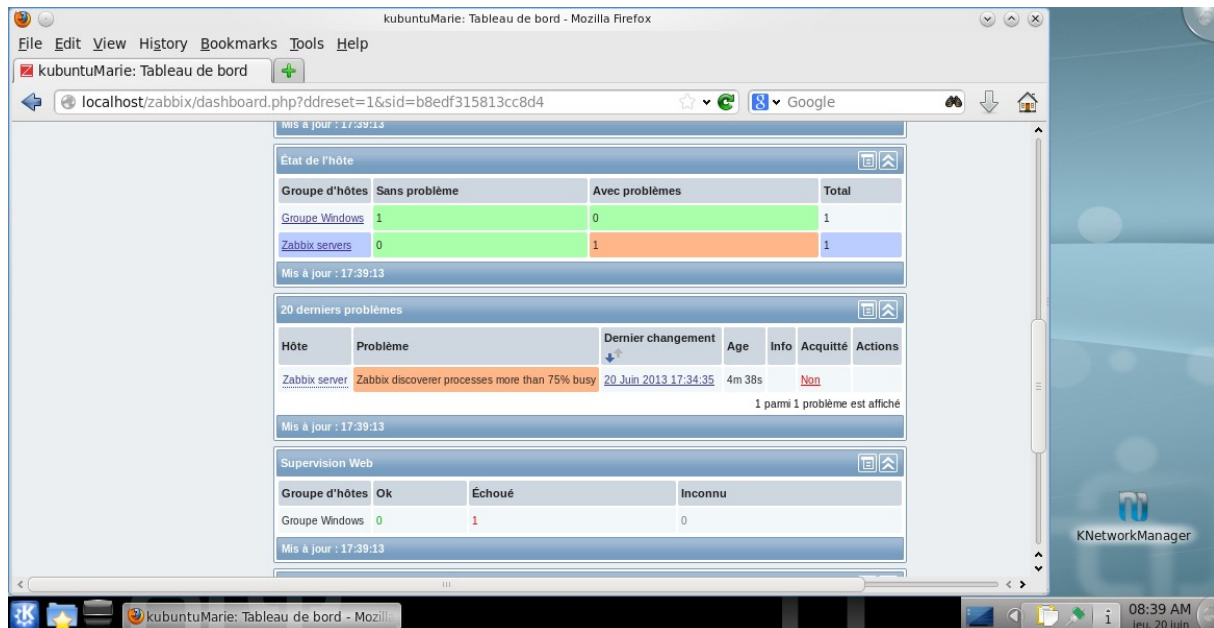 kubuntuMarie: Tableau de bord - Mozilla Firefox
File Edit View History Bookmarks Tools Help
kubuntuMarie: Tableau de bord
localhost/zabbix/dashboard.php?ddreset=1&sid=b8edf315813cc8d4
Google
Mis à jour : 17:39:13
État de l'hôte
Groupe d'hôtes Sans problème Avec problèmes Total
Groupe Windows 1 0 1
Zabbix servers 0 1 1
Mis à jour : 17:39:13
20 derniers problèmes
Hôte Problème Dernier changement Age Info Acquitté Actions
Zabbix server Zabbix discoverer processes more than 75% busy 20 Juin 2013 17:34:35 4m 38s Non
1 parmi 1 problème est affiché
Mis à jour : 17:39:13
Supervision Web
Groupe d'hôtes Ok Échoué Inconnu
Groupe Windows 0 1 0
Mis à jour : 17:39:13
KNetworkManager
kubuntuMarie: Tableau de bord - Mozill
08:39 AM
jeu. 20 juin